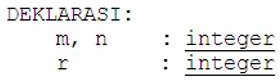 DEKLARASI:
m, n : integer
r : integer